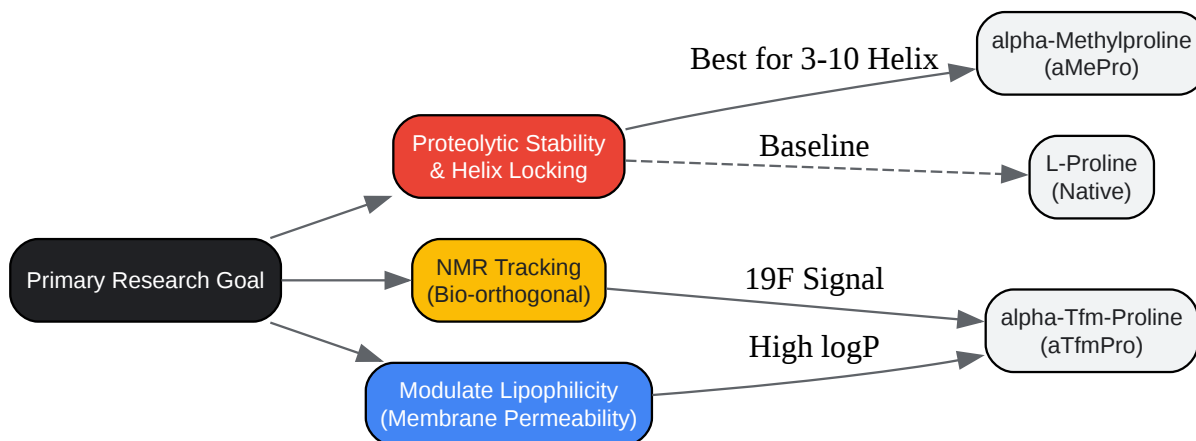 Primary Research Goal
Proteolytic Stability
& Helix Locking
NMR Tracking
(Bio-orthogonal)
Modulate Lipophilicity
(Membrane Permeability)
Best for 3-10 Helix
Baseline
19F Signal
High logP
alpha-Methylproline
(aMePro)
L-Proline
(Native)
alpha-Tfm-Proline
(aTfmPro)